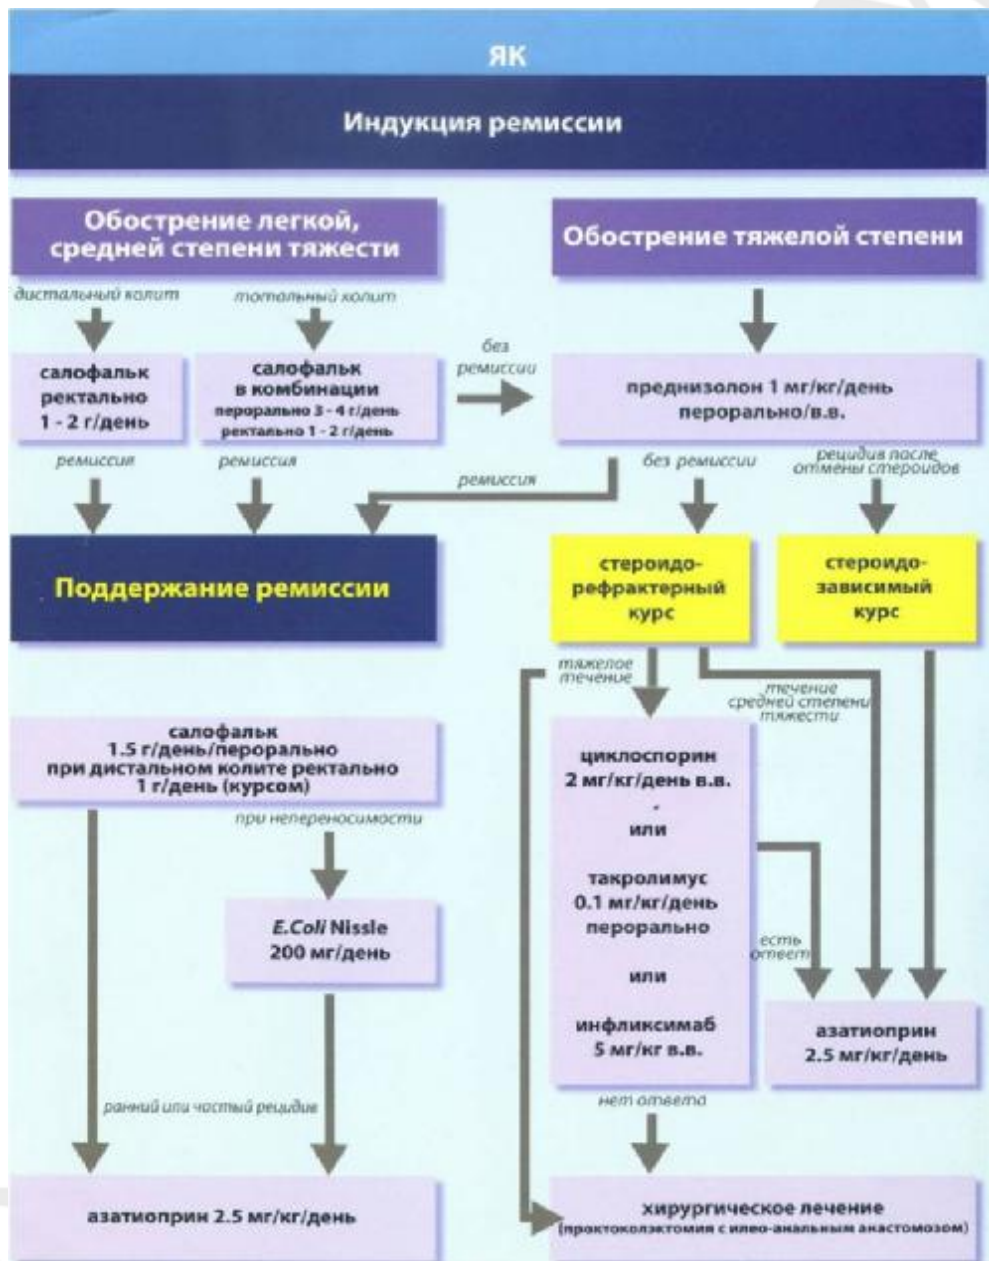 ЯК
Индукция ремиссии
Обострение легкой,
средней степени тяжести
Обострение тяжелой степени
дистальный колит
тотальный колит
салофальк
ректально
1 - 2 г/день
салофальк
в комбинации
перорально 3 - 4 г/день
ректально 1 - 2 г/день
без
ремиссии
преднизолон 1 мг/кг/день
перорально/в.в.
ремиссия
ремиссия
ремиссия
без ремиссии
рецидив после
отмены стероидов
Поддержание ремиссии
стероидо-
рефрактерный
курс
стероидо-
зависимый
курс
тяжелое
течение
течение
средней степени
тяжести
салофальк
1.5 г/день/перорально
при дистальном колите ректально
1 г/день (курсом)
при непереносимости
E.Coli Nissle
200 мг/день
ранний или частый рецидив
азатиоприн 2.5 мг/кг/день
циклоспорин
2 мг/кг/день в.в.
или
такролимус
0.1 мг/кг/день
перорально
или
инфликсимаб
5 мг/кг в.в.
есть
ответ
азатиоприн
2.5 мг/кг/день
нет ответа
хирургическое лечение
(проктоколэктомия с илео-анальным анастомозом)